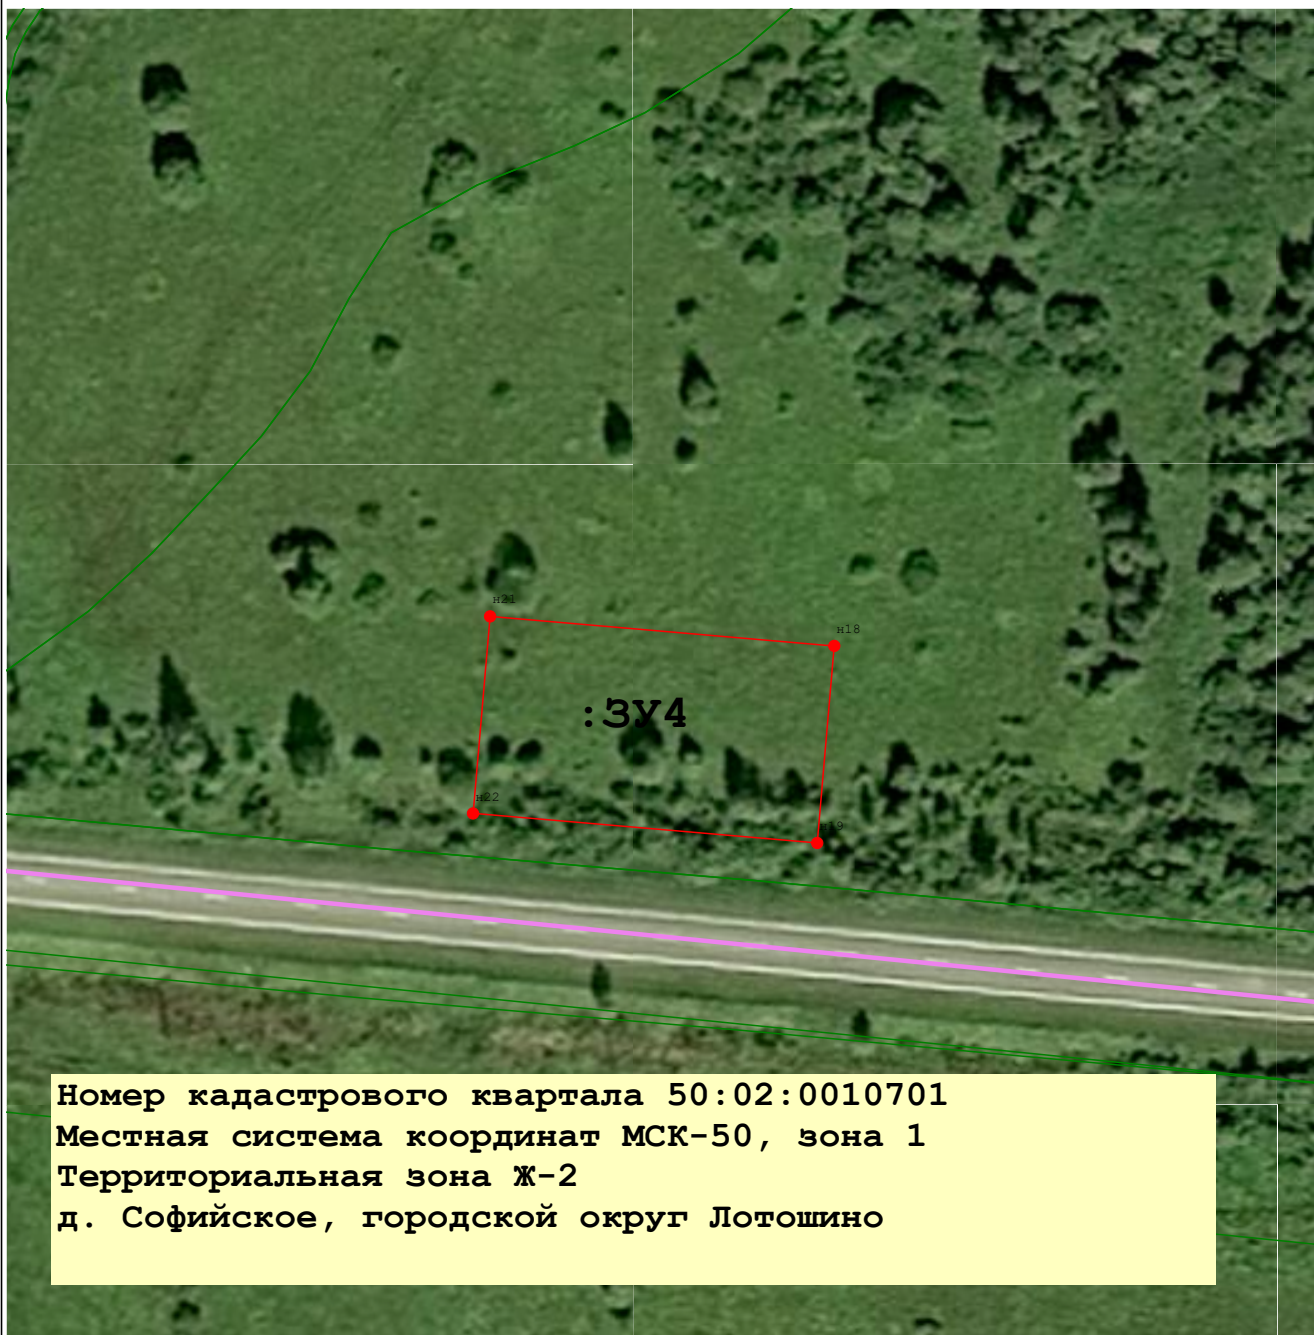 н21
н18
:ЗУ4
н22
н19
Номер кадастрового квартала 50:02:0010701
Местная система координат МСК-50, зона 1
Территориальная зона Ж-2
д. Софийское, городской округ Лотошино